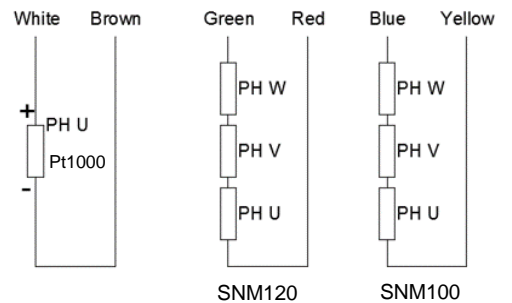 White Brown Green Red Blue Yellow
+ PH U PH W PH W
Pt1000 PH V PH V
- PH U PH U
SNM120 SNM100